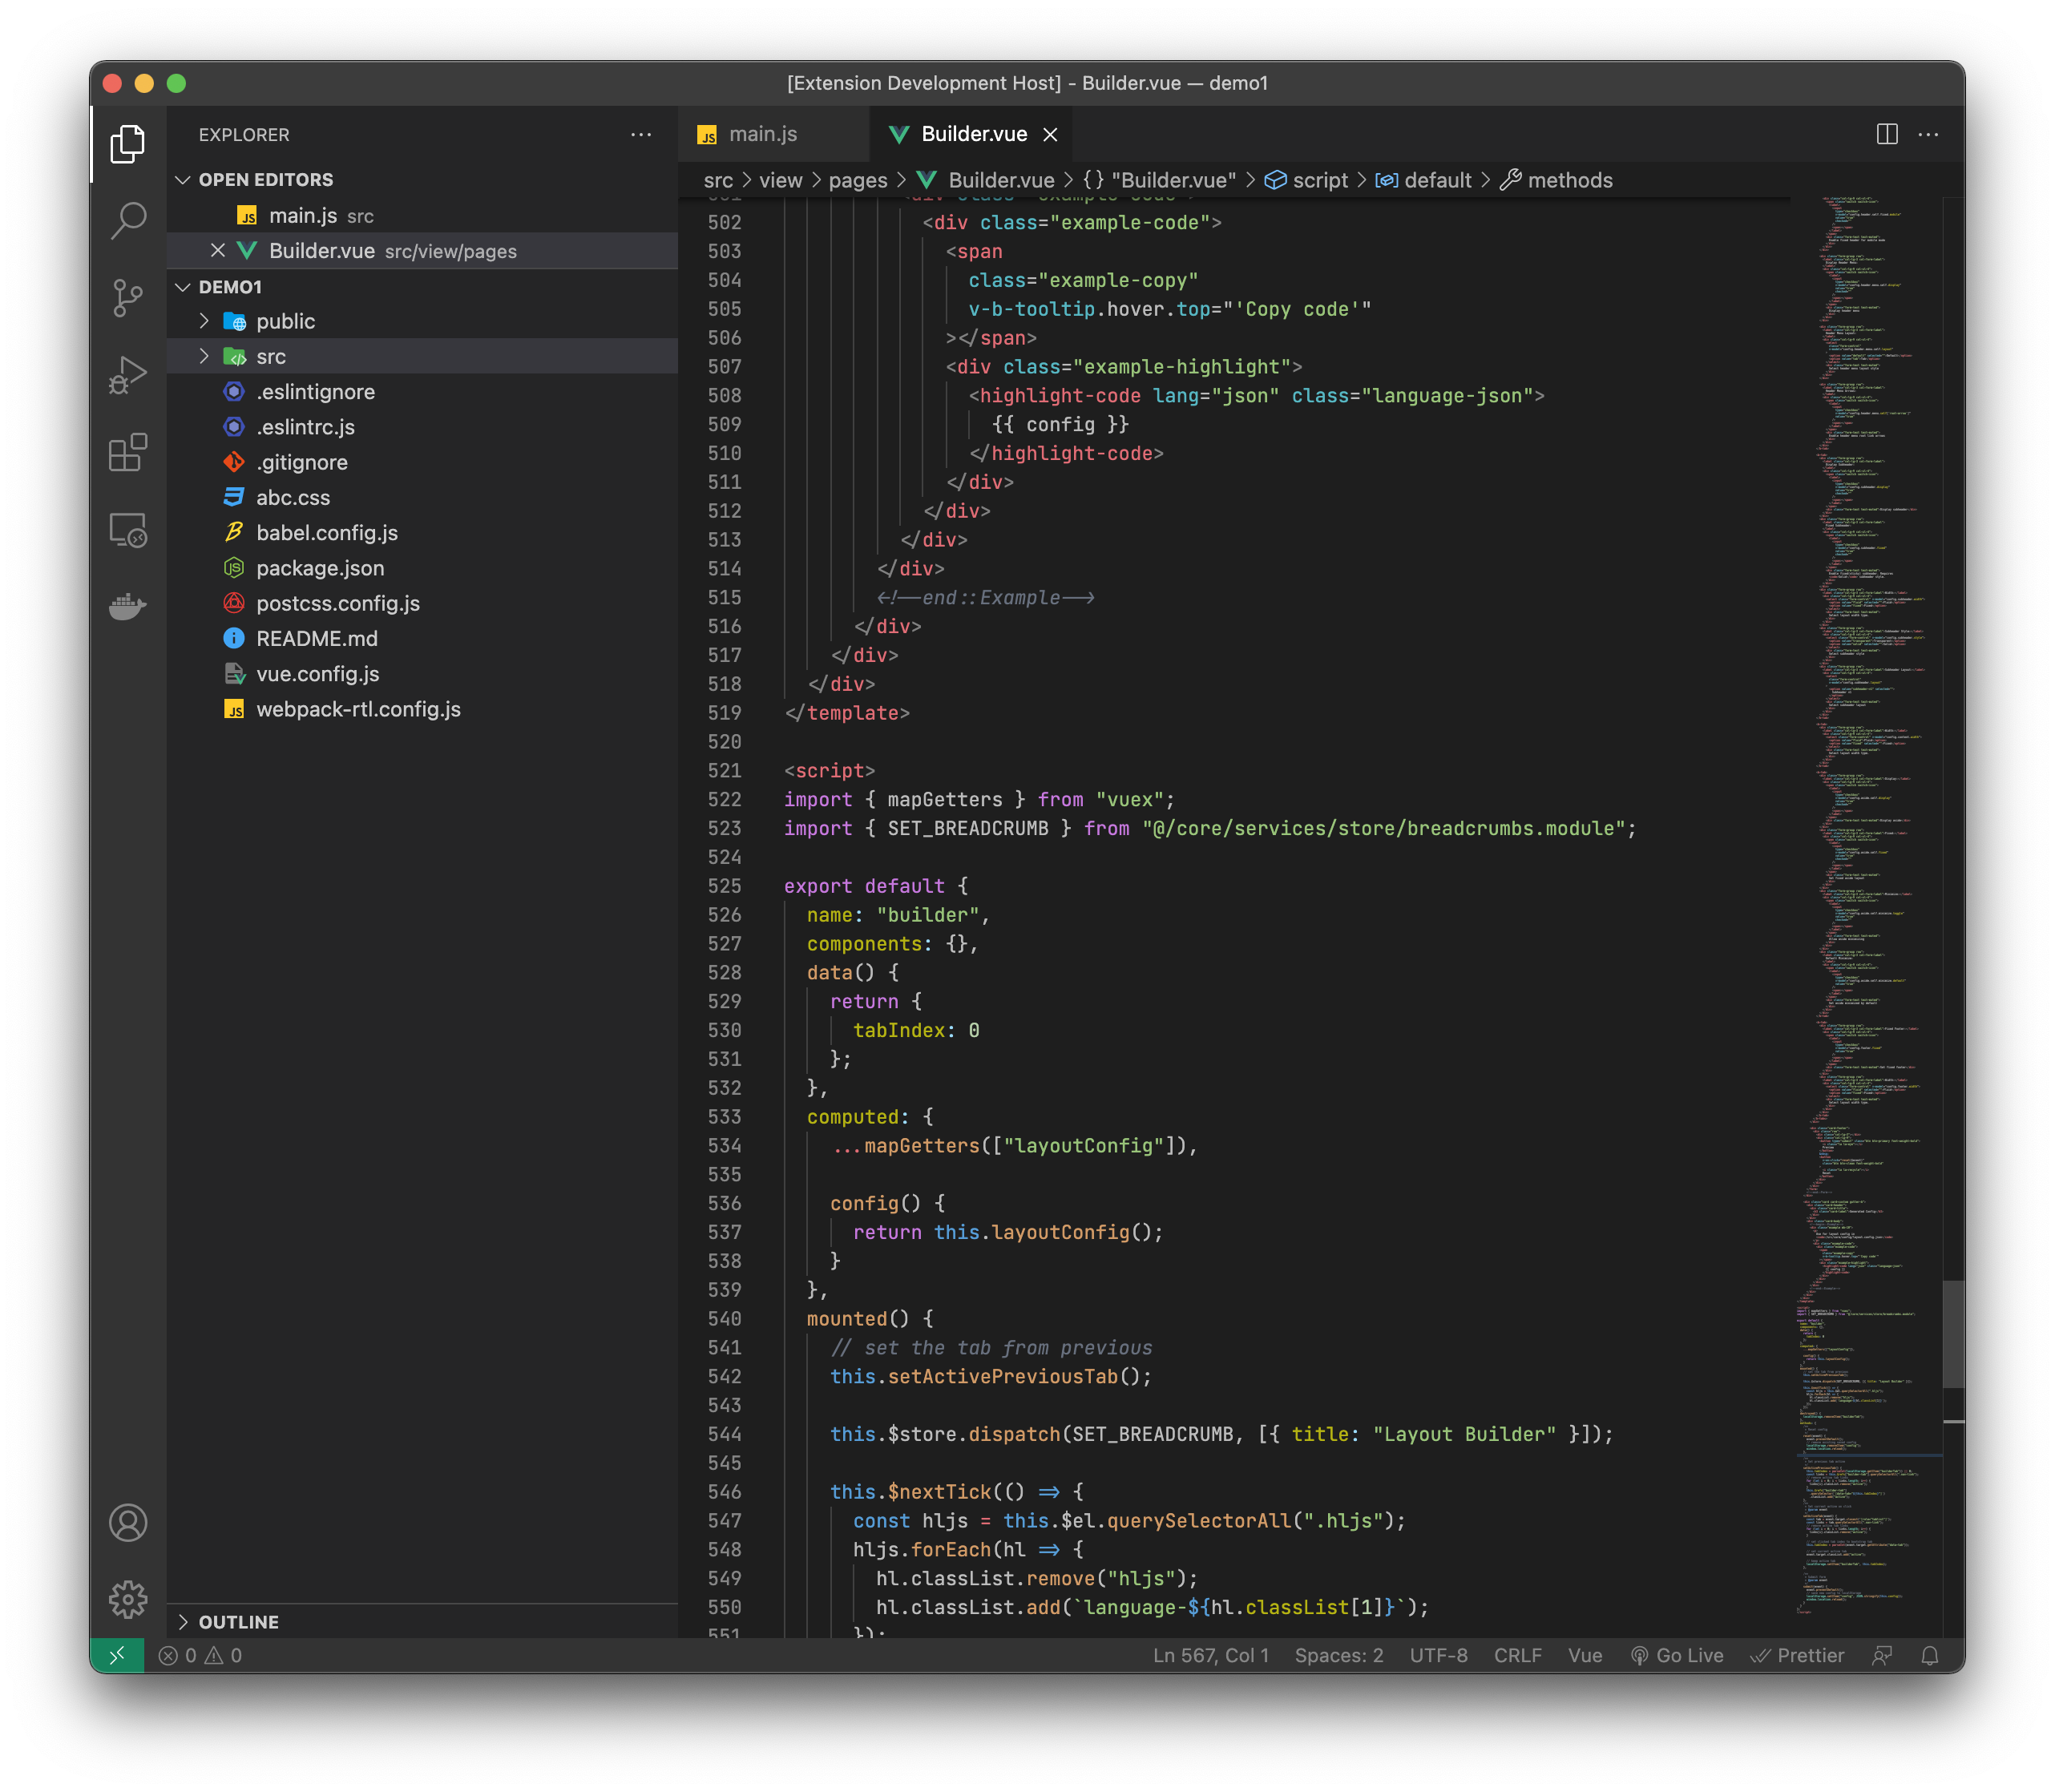 [Extension Development Host] - Builder.vue — demo1
EXPLORER
OPEN EDITORS
main.js src
Builder.vue src/view/pages
DEMO1
public
src
.eslintignore
.eslintrc.js
.gitignore
abc.css
babel.config.js
package.json
postcss.config.js
README.md
vue.config.js
webpack-rtl.config.js
OUTLINE
main.js
Builder.vue
src > view > pages > Builder.vue > {} "Builder.vue" > script > default > methods
502 <div class="example-code">
503 <span
504 class="example-copy"
505 v-b-tooltip.hover.top="'Copy code'"
506 ></span>
507 <div class="example-highlight">
508 <highlight-code lang="json" class="language-json">
509 {{ config }}
510 </highlight-code>
511 </div>
512 </div>
513 </div>
514 </div>
515 <!--end::Example-->
516 </div>
517 </div>
518 </div>
519 </template>
520
521 <script>
522 import { mapGetters } from "vuex";
523 import { SET_BREADCRUMB } from "@/core/services/store/breadcrumbs.module";
524
525 export default {
526 name: "builder",
527 components: {},
528 data() {
529 return {
530 tabIndex: 0
531 };
532 },
533 computed: {
534 ...mapGetters(["layoutConfig"]),
535
536 config() {
537 return this.layoutConfig();
538 }
539 },
540 mounted() {
541 // set the tab from previous
542 this.setActivePreviousTab();
543
544 this.$store.dispatch(SET_BREADCRUMB, [{ title: "Layout Builder" }]);
545
546 this.$nextTick(() => {
547 const hljs = this.$el.querySelectorAll(".hljs");
548 hljs.forEach(hl => {
549 hl.classList.remove("hljs");
550 hl.classList.add(`language-${hl.classList[1]}`);
551 });
0 0
Ln 567, Col 1 Spaces: 2 UTF-8 CRLF Vue Go Live Prettier